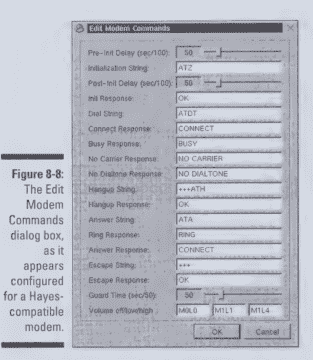 Edit Modem Commands
Pre-Init Delay (sec/100): 50
Initialization String: ATZ
Post-Init Delay (sec/100): 50
Init Response: OK
Dial String: ATDT
Connect Response: CONNECT
Busy Response: BUSY
No Carrier Response: NO CARRIER
No Dialtone Response: NO DIALTONE
Hangup String: +++ATH
Hangup Response: OK
Answer String: ATA
Ring Response: RING
Answer Response: CONNECT
Escape String: +++
Escape Response: OK
Guard Time (sec/50): 50
Volume off/low/high: M0L0 M1L1 M1L4
OK Cancel
Figure 8-8:
The Edit
Modem
Commands
dialog box,
as it
appears
configured
for a Hayes-
compatible
modem.